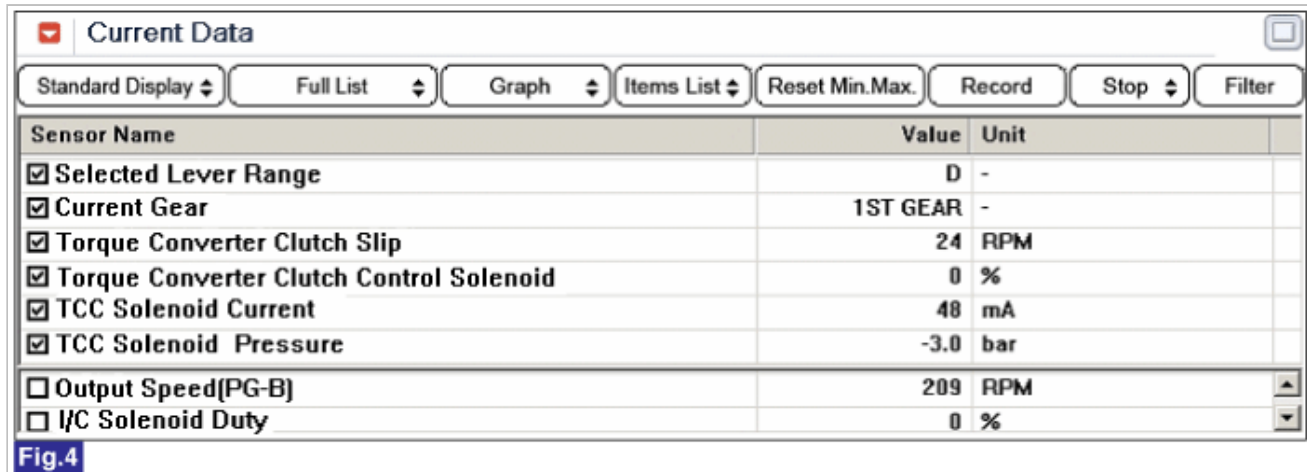 Current Data
Standard Display Full List Graph Items List Reset Min.Max. Record Stop Filter
Sensor Name Value Unit
Selected Lever Range D -
Current Gear 1ST GEAR -
Torque Converter Clutch Slip 24 RPM
Torque Converter Clutch Control Solenoid 0 %
TCC Solenoid Current 48 mA
TCC Solenoid Pressure -3.0 bar
Output Speed(PG-B) 209 RPM
I/C Solenoid Duty 0 %
Fig.4